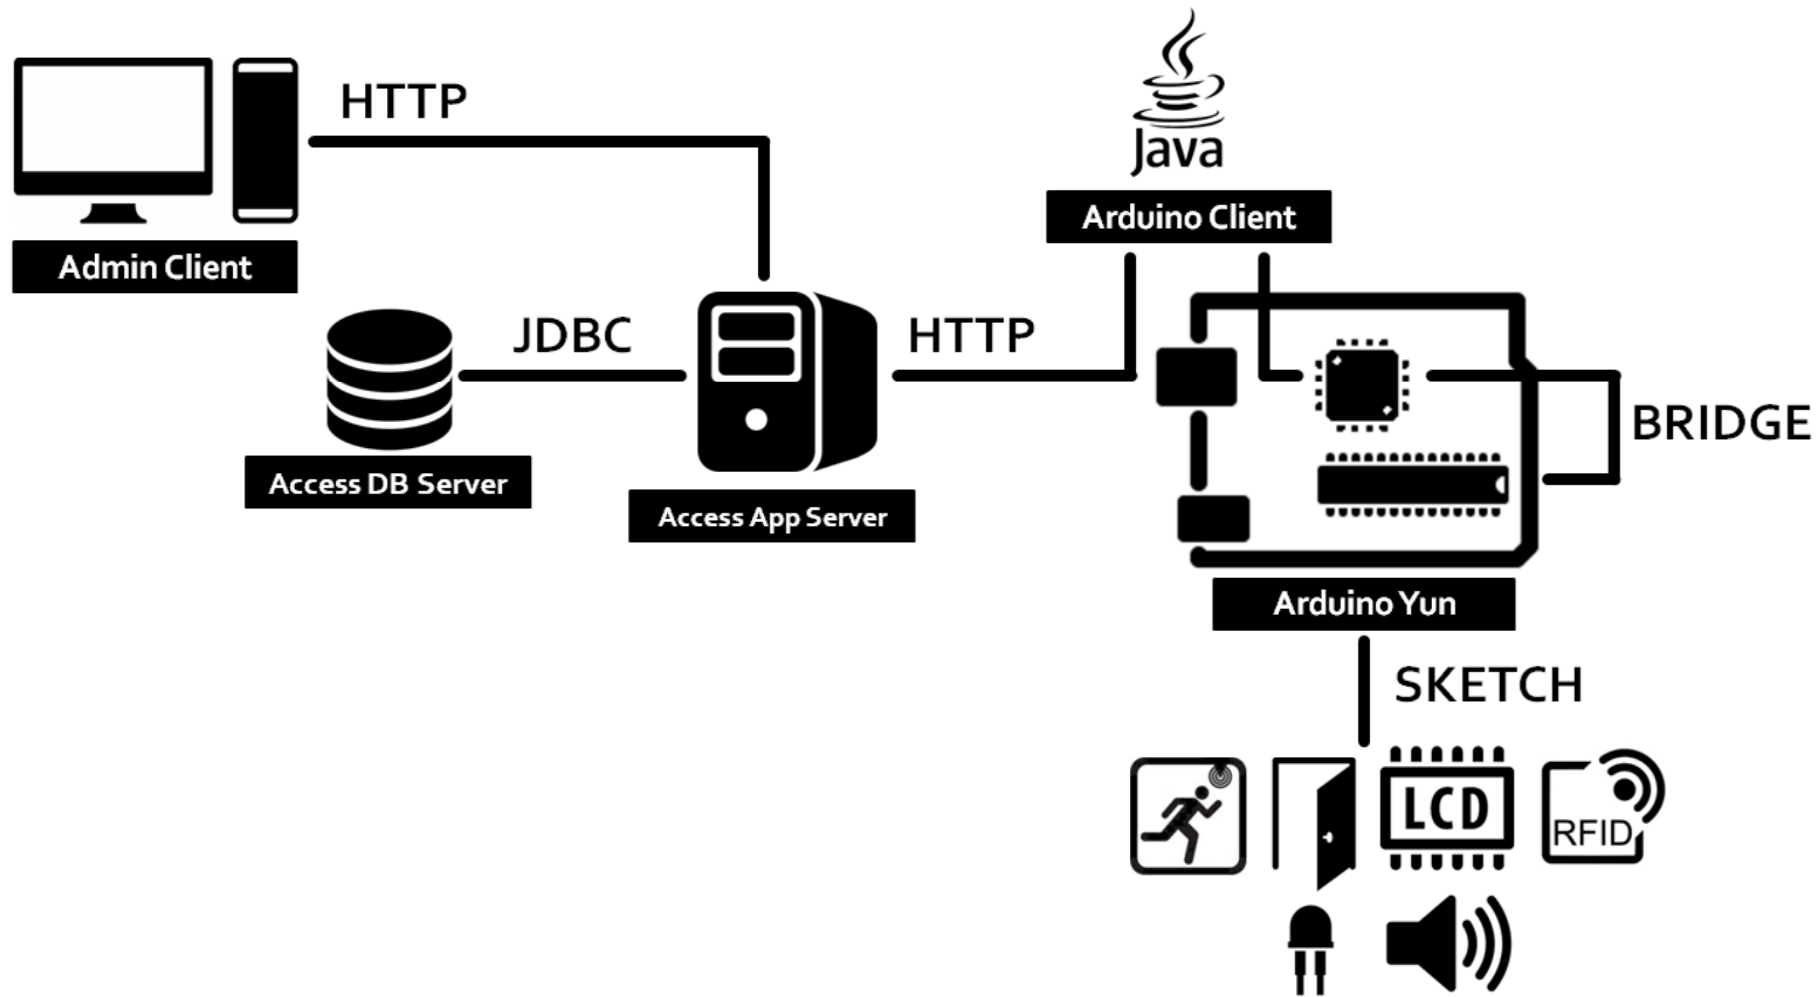 HTTP
Java
Arduino Client
Admin Client
JDBC
HTTP
BRIDGE
Access DB Server
Access App Server
Arduino Yun
SKETCH
LCD
RFID